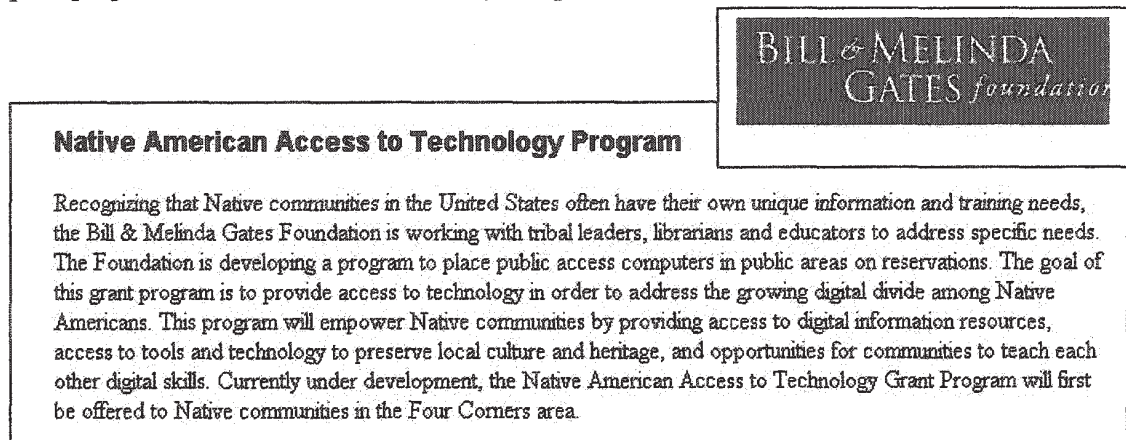 BILL & MELINDA
GATES foundation
Native American Access to Technology Program
Recognizing that Native communities in the United States often have their own unique information and training needs,
the Bill & Melinda Gates Foundation is working with tribal leaders, librarians and educators to address specific needs.
The Foundation is developing a program to place public access computers in public areas on reservations. The goal of
this grant program is to provide access to technology in order to address the growing digital divide among Native
Americans. This program will empower Native communities by providing access to digital information resources,
access to tools and technology to preserve local culture and heritage, and opportunities for communities to teach each
other digital skills. Currently under development, the Native American Access to Technology Grant Program will first
be offered to Native communities in the Four Corners area.